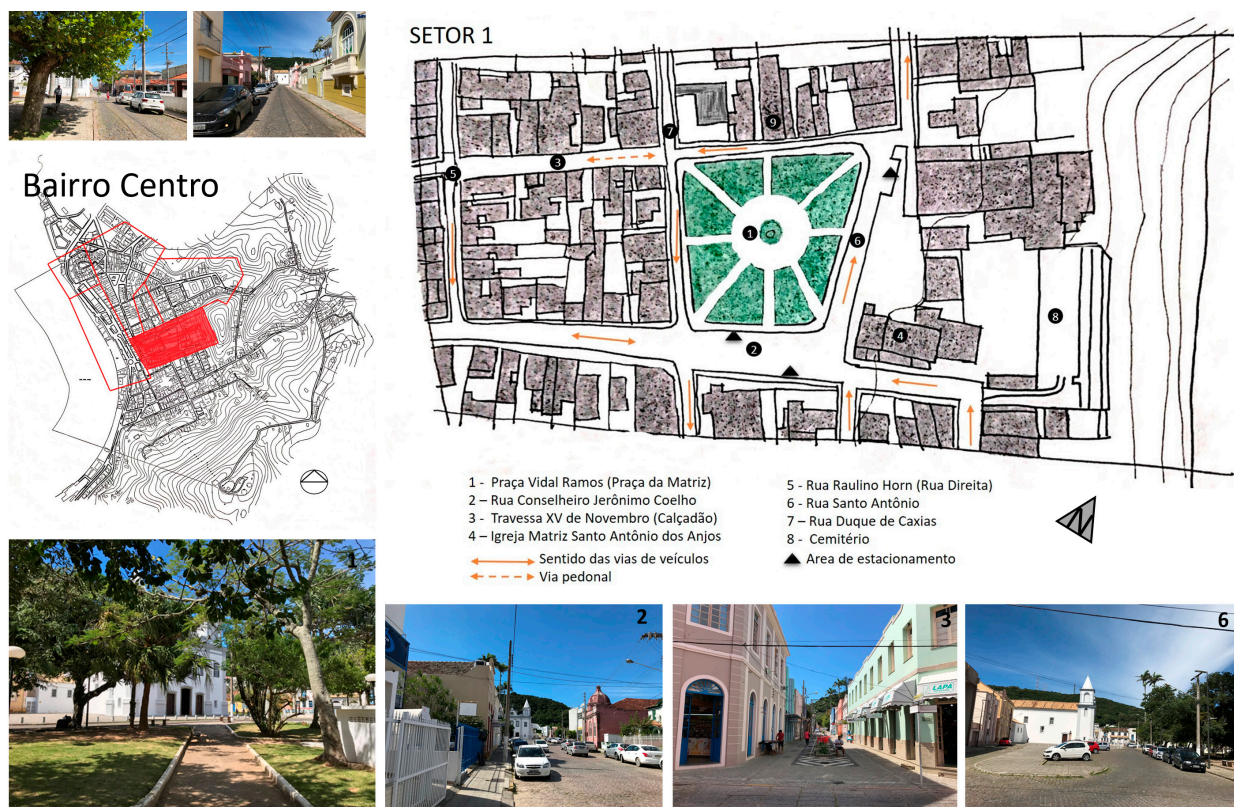 SETOR 1
Bairro Centro
7
9
3
5
1
6
2
4
8
1 - Praça Vidal Ramos (Praça da Matriz)
2 – Rua Conselheiro Jerônimo Coelho
3 - Travessa XV de Novembro (Calçadão)
4 – Igreja Matriz Santo Antônio dos Anjos
Sentido das vias de veículos
Via pedonal
5 - Rua Raulino Horn (Rua Direita)
6 - Rua Santo Antônio
7 – Rua Duque de Caxias
8 - Cemitério
Area de estacionamento
N
1
2
3
LAPA
6